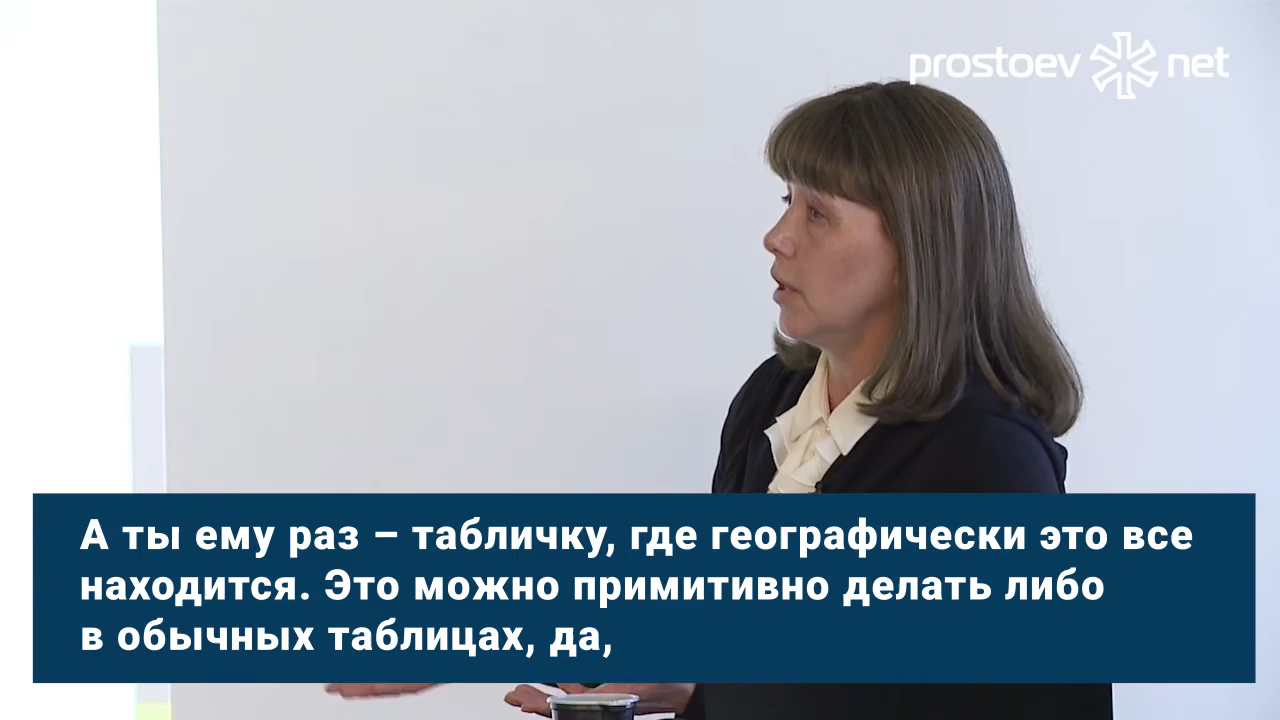 prostoev net
А ты ему раз – табличку, где географически это все
находится. Это можно примитивно делать либо
в обычных таблицах, да,